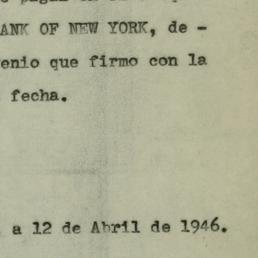 ANK OF NEW YORK, de -
enio que firmo con la
fecha.
a 12 de Abril de 1946.